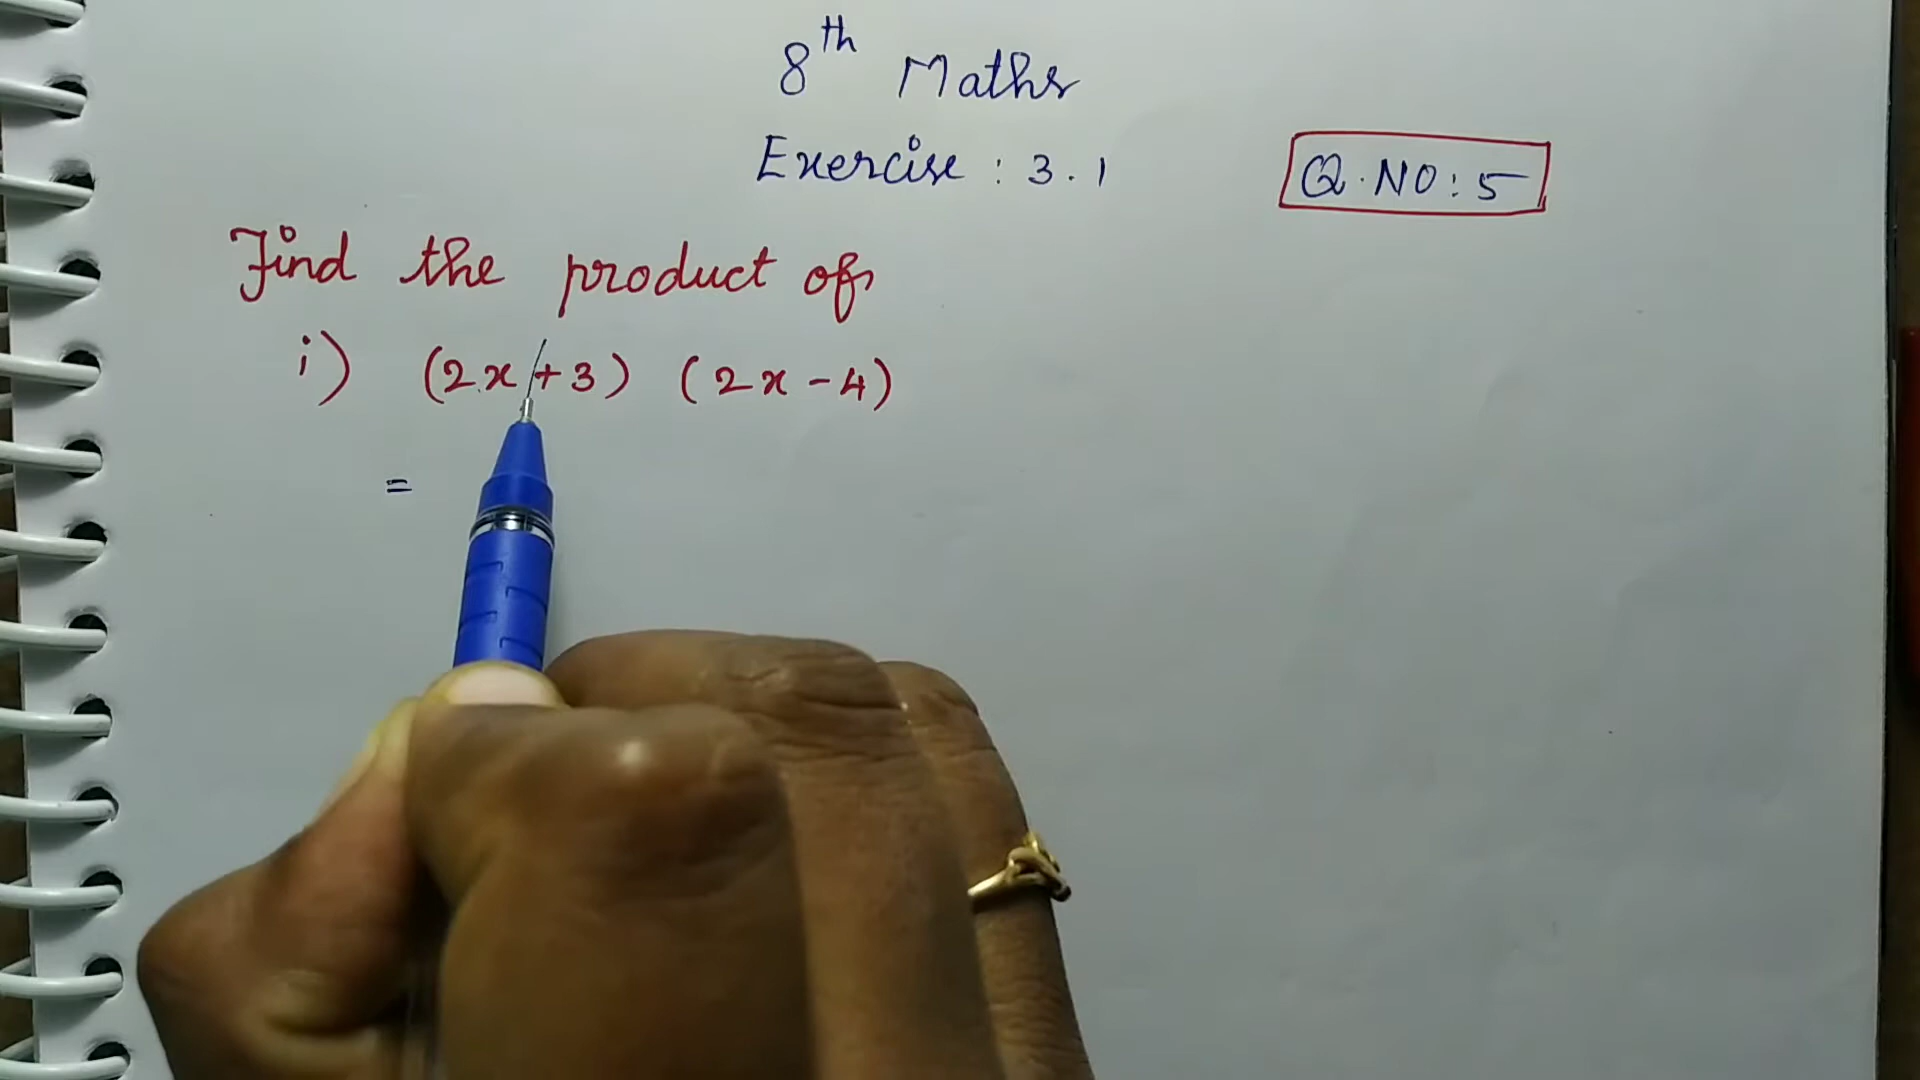 8th Maths
Exercise : 3.1
Q.NO: 5
Find the product of
i) (2x+3) (2x-4)
=